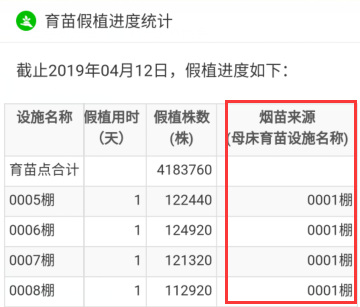 育苗假植进度统计
截止2019年04月12日，假植进度如下：
设施名称 假植用时（天） 假植株数(株) 烟苗来源(母床育苗设施名称)
育苗点合计 4183760
0005棚 1 122440 0001棚
0006棚 1 124920 0001棚
0007棚 1 121320 0001棚
0008棚 1 112920 0001棚